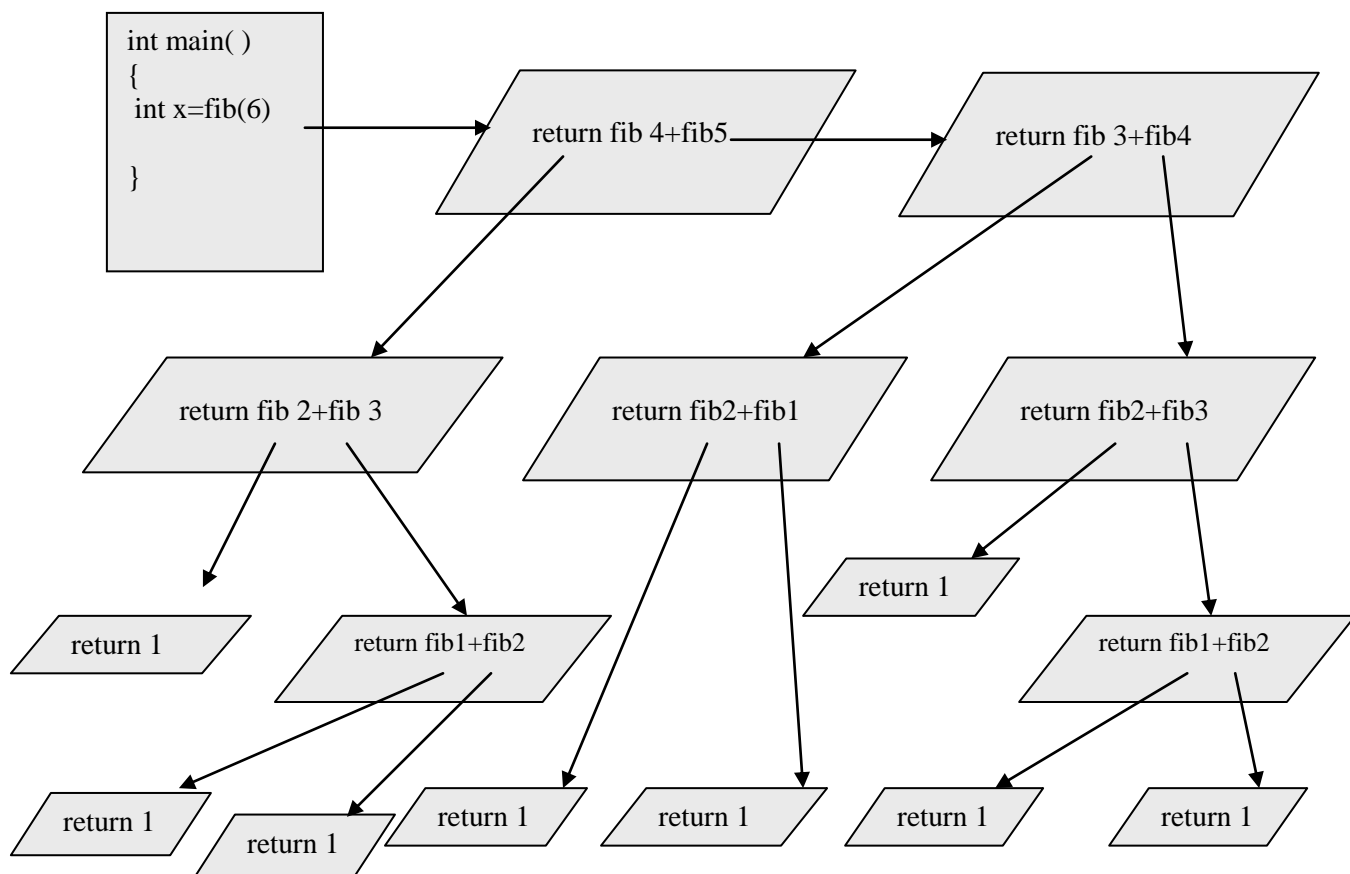 int main( )
{
int x=fib(6)
}
return fib 4+fib5
return fib 3+fib4
return fib 2+fib 3
return fib2+fib1
return fib2+fib3
return 1
return 1
return fib1+fib2
return fib1+fib2
return 1
return 1
return 1
return 1
return 1
return 1